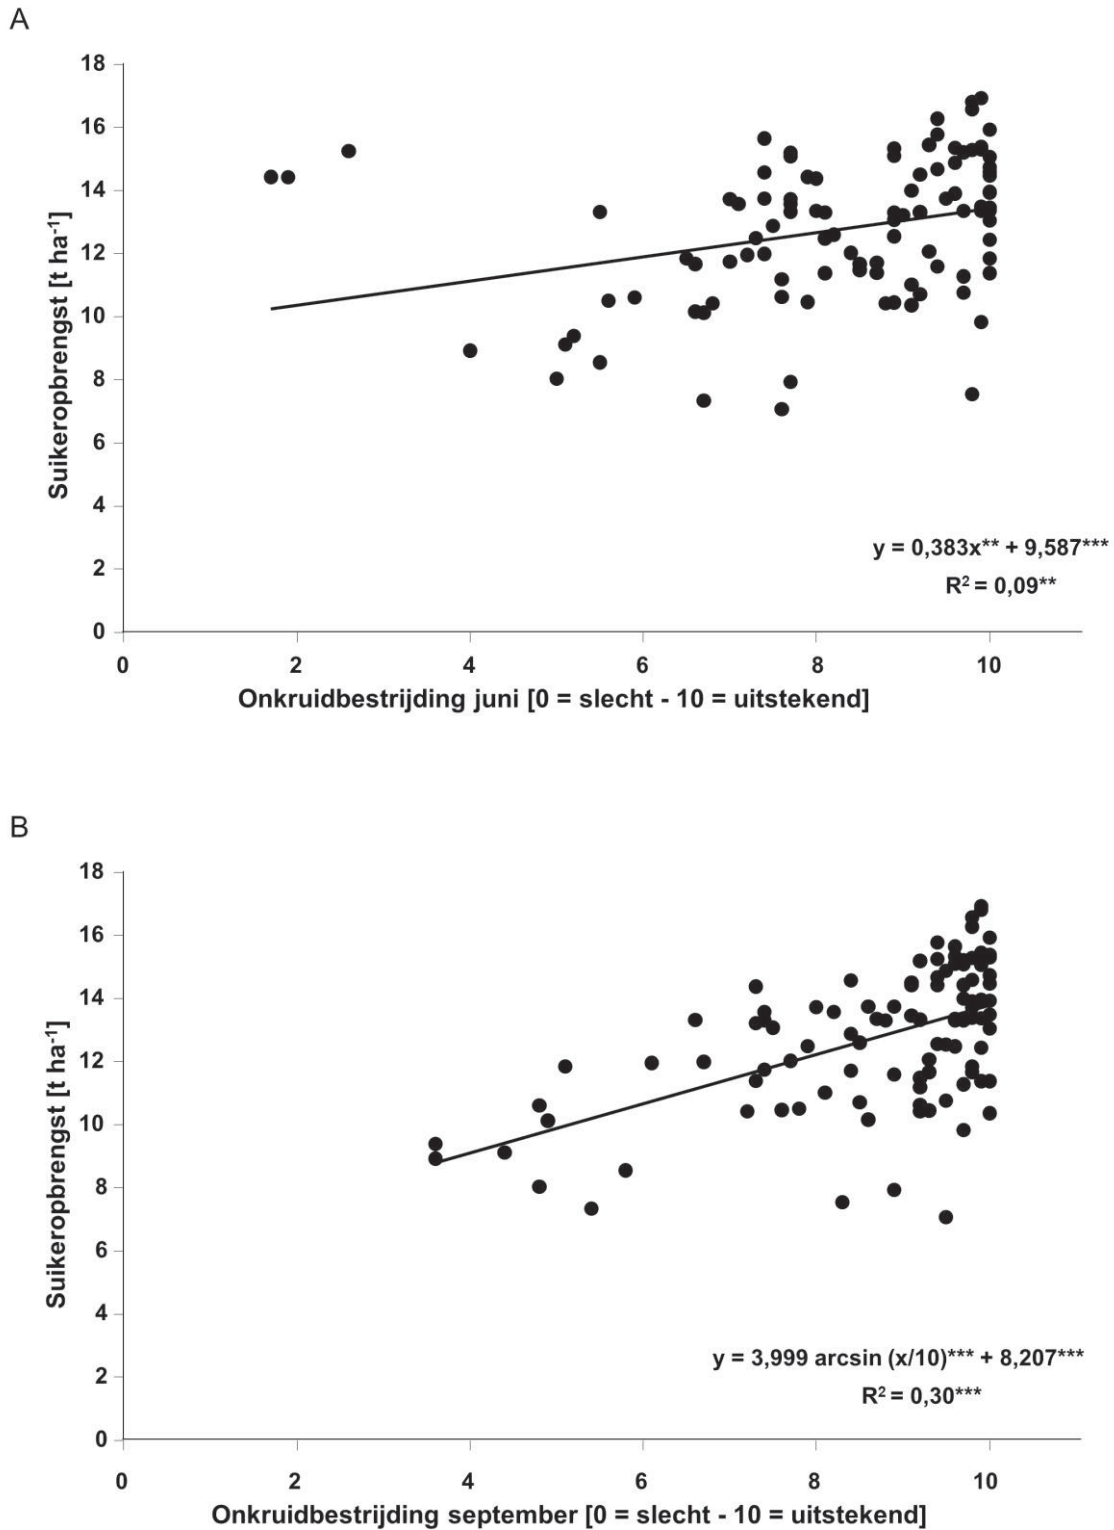 A
18
16
14
12
10
8
6
4
2
0
Suikeropbrengst [t ha⁻¹]
y = 0,383x** + 9,587***
R² = 0,09**
0 2 4 6 8 10
Onkruidbestrijding juni [0 = slecht - 10 = uitstekend]
B
18
16
14
12
10
8
6
4
2
0
Suikeropbrengst [t ha⁻¹]
y = 3,999 arcsin (x/10)*** + 8,207***
R² = 0,30***
0 2 4 6 8 10
Onkruidbestrijding september [0 = slecht - 10 = uitstekend]